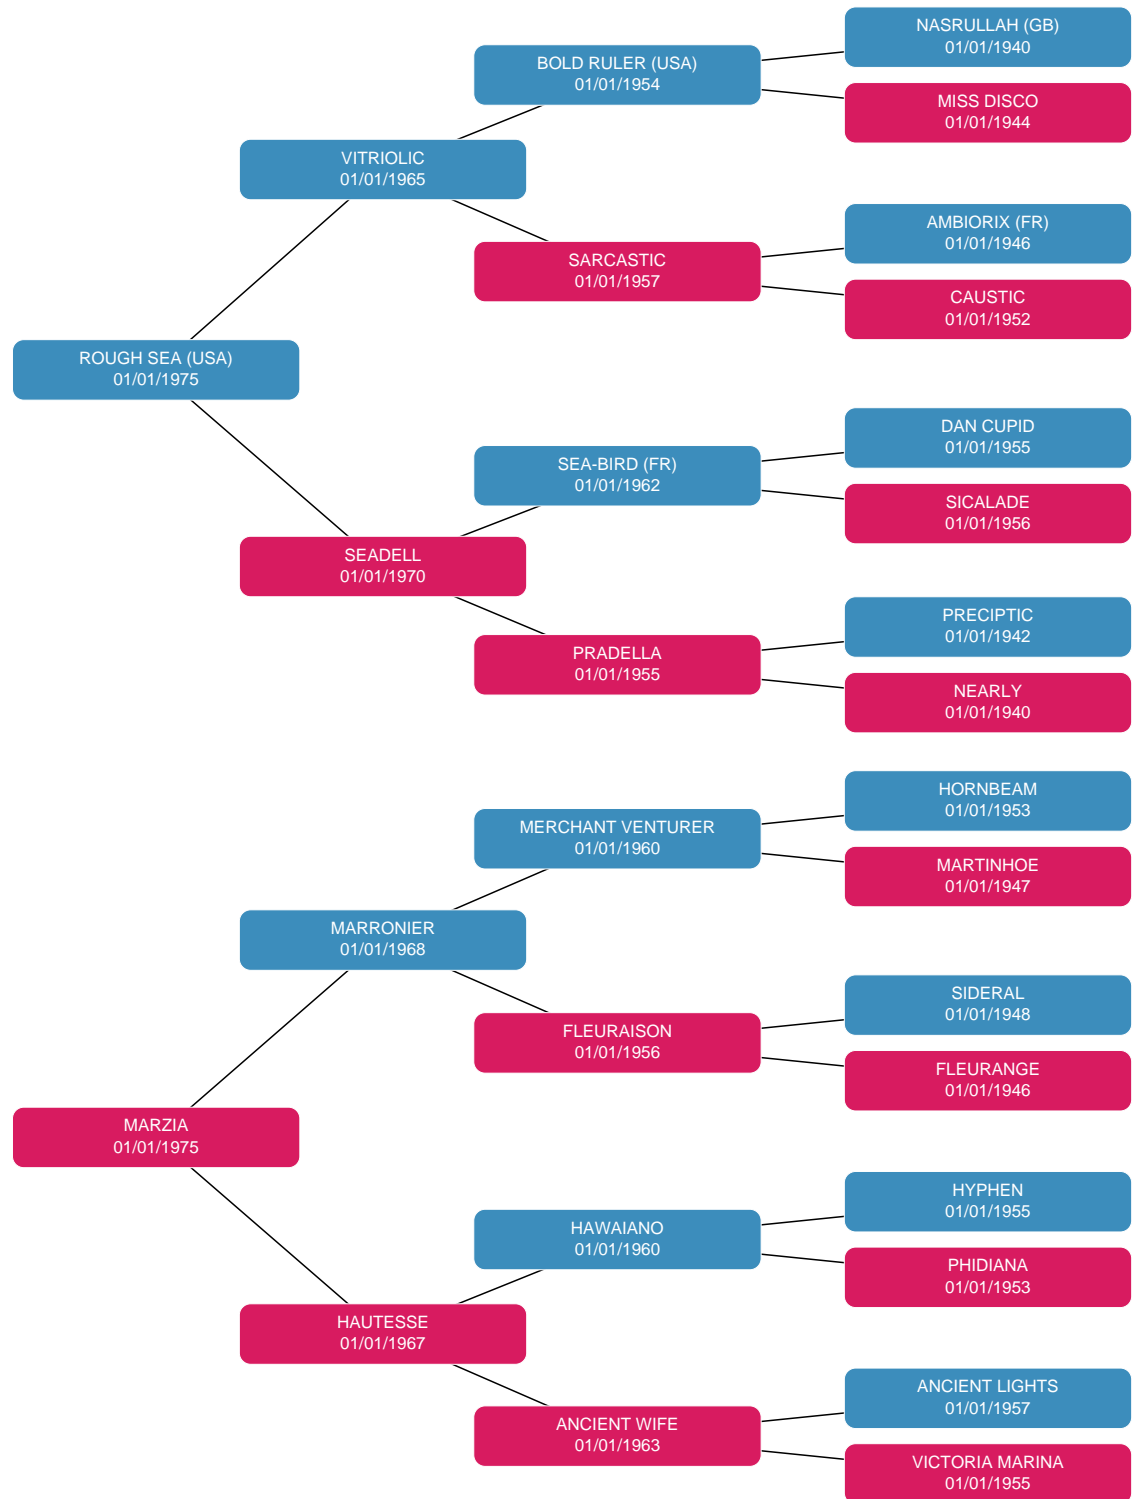 NASRULLAH (GB)
01/01/1940
BOLD RULER (USA)
01/01/1954
MISS DISCO
01/01/1944
VITRIOLIC
01/01/1965
AMBIORIX (FR)
01/01/1946
SARCASTIC
01/01/1957
CAUSTIC
01/01/1952
ROUGH SEA (USA)
01/01/1975
DAN CUPID
01/01/1955
SEA-BIRD (FR)
01/01/1962
SICALADE
01/01/1956
SEADELL
01/01/1970
PRECIPTIC
01/01/1942
PRADELLA
01/01/1955
NEARLY
01/01/1940
HORNBEAM
01/01/1953
MERCHANT VENTURER
01/01/1960
MARTINHOE
01/01/1947
MARRONIER
01/01/1968
SIDERAL
01/01/1948
FLEURAISON
01/01/1956
FLEURANGE
01/01/1946
MARZIA
01/01/1975
HYPHEN
01/01/1955
HAWAIANO
01/01/1960
PHIDIANA
01/01/1953
HAUTESSE
01/01/1967
ANCIENT LIGHTS
01/01/1957
ANCIENT WIFE
01/01/1963
VICTORIA MARINA
01/01/1955